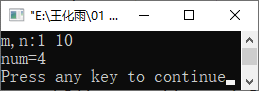 "E:\王化雨\01 ...
m,n:1 10
num=4
Press any key to continue